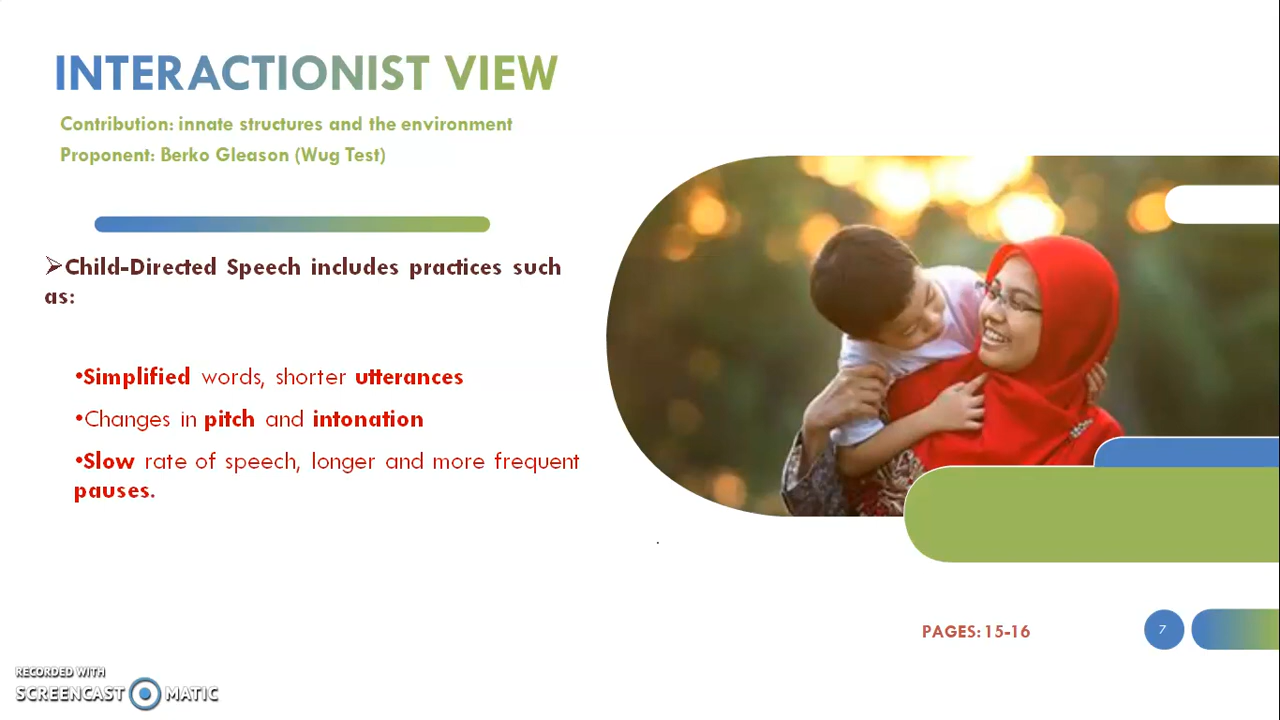 INTERACTIONIST VIEW
Contribution: innate structures and the environment
Proponent: Berko Gleason (Wug Test)
➢Child-Directed Speech includes practices such
as:
•Simplified words, shorter utterances
•Changes in pitch and intonation
•Slow rate of speech, longer and more frequent
pauses.
PAGES: 15-16
7
RECORDED WITH
SCREENCAST MATIC